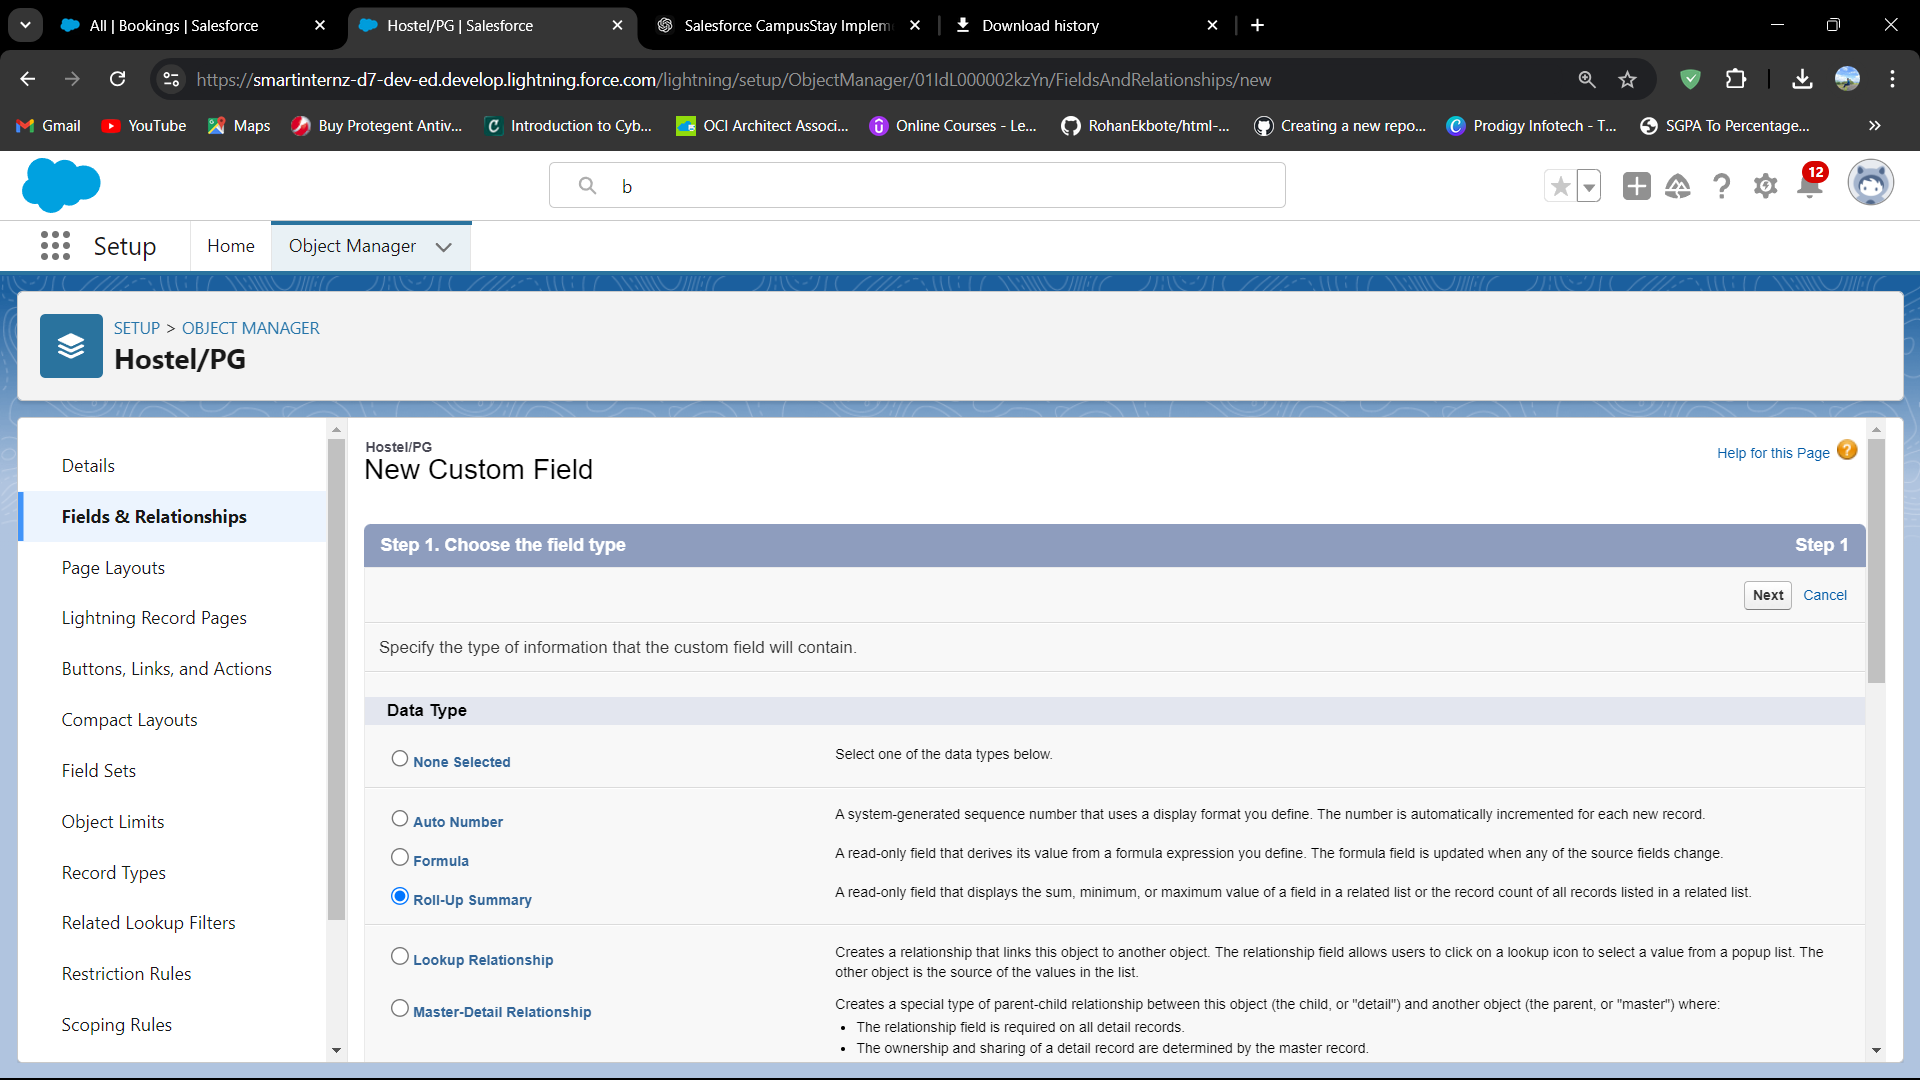 All | Bookings | Salesforce
Hostel/PG | Salesforce
Salesforce CampusStay Implem
Download history
https://smartinternz-d7-dev-ed.develop.lightning.force.com/lightning/setup/ObjectManager/01IdL000002kzYn/FieldsAndRelationships/new
Gmail
YouTube
Maps
Buy Protegent Antiv...
Introduction to Cyb...
OCI Architect Associ...
Online Courses - Le...
RohanEkbote/html-...
Creating a new repo...
Prodigy Infotech - T...
SGPA To Percentage...
b
12
Setup
Home
Object Manager
SETUP > OBJECT MANAGER
Hostel/PG
Details
Fields & Relationships
Page Layouts
Lightning Record Pages
Buttons, Links, and Actions
Compact Layouts
Field Sets
Object Limits
Record Types
Related Lookup Filters
Restriction Rules
Scoping Rules
Hostel/PG
New Custom Field
Help for this Page
Step 1. Choose the field type
Step 1
Next
Cancel
Specify the type of information that the custom field will contain.
Data Type
None Selected
Select one of the data types below.
Auto Number
A system-generated sequence number that uses a display format you define. The number is automatically incremented for each new record.
Formula
A read-only field that derives its value from a formula expression you define. The formula field is updated when any of the source fields change.
Roll-Up Summary
A read-only field that displays the sum, minimum, or maximum value of a field in a related list or the record count of all records listed in a related list.
Lookup Relationship
Creates a relationship that links this object to another object. The relationship field allows users to click on a lookup icon to select a value from a popup list. The
other object is the source of the values in the list.
Master-Detail Relationship
Creates a special type of parent-child relationship between this object (the child, or "detail") and another object (the parent, or "master") where:
• The relationship field is required on all detail records.
• The ownership and sharing of a detail record are determined by the master record.